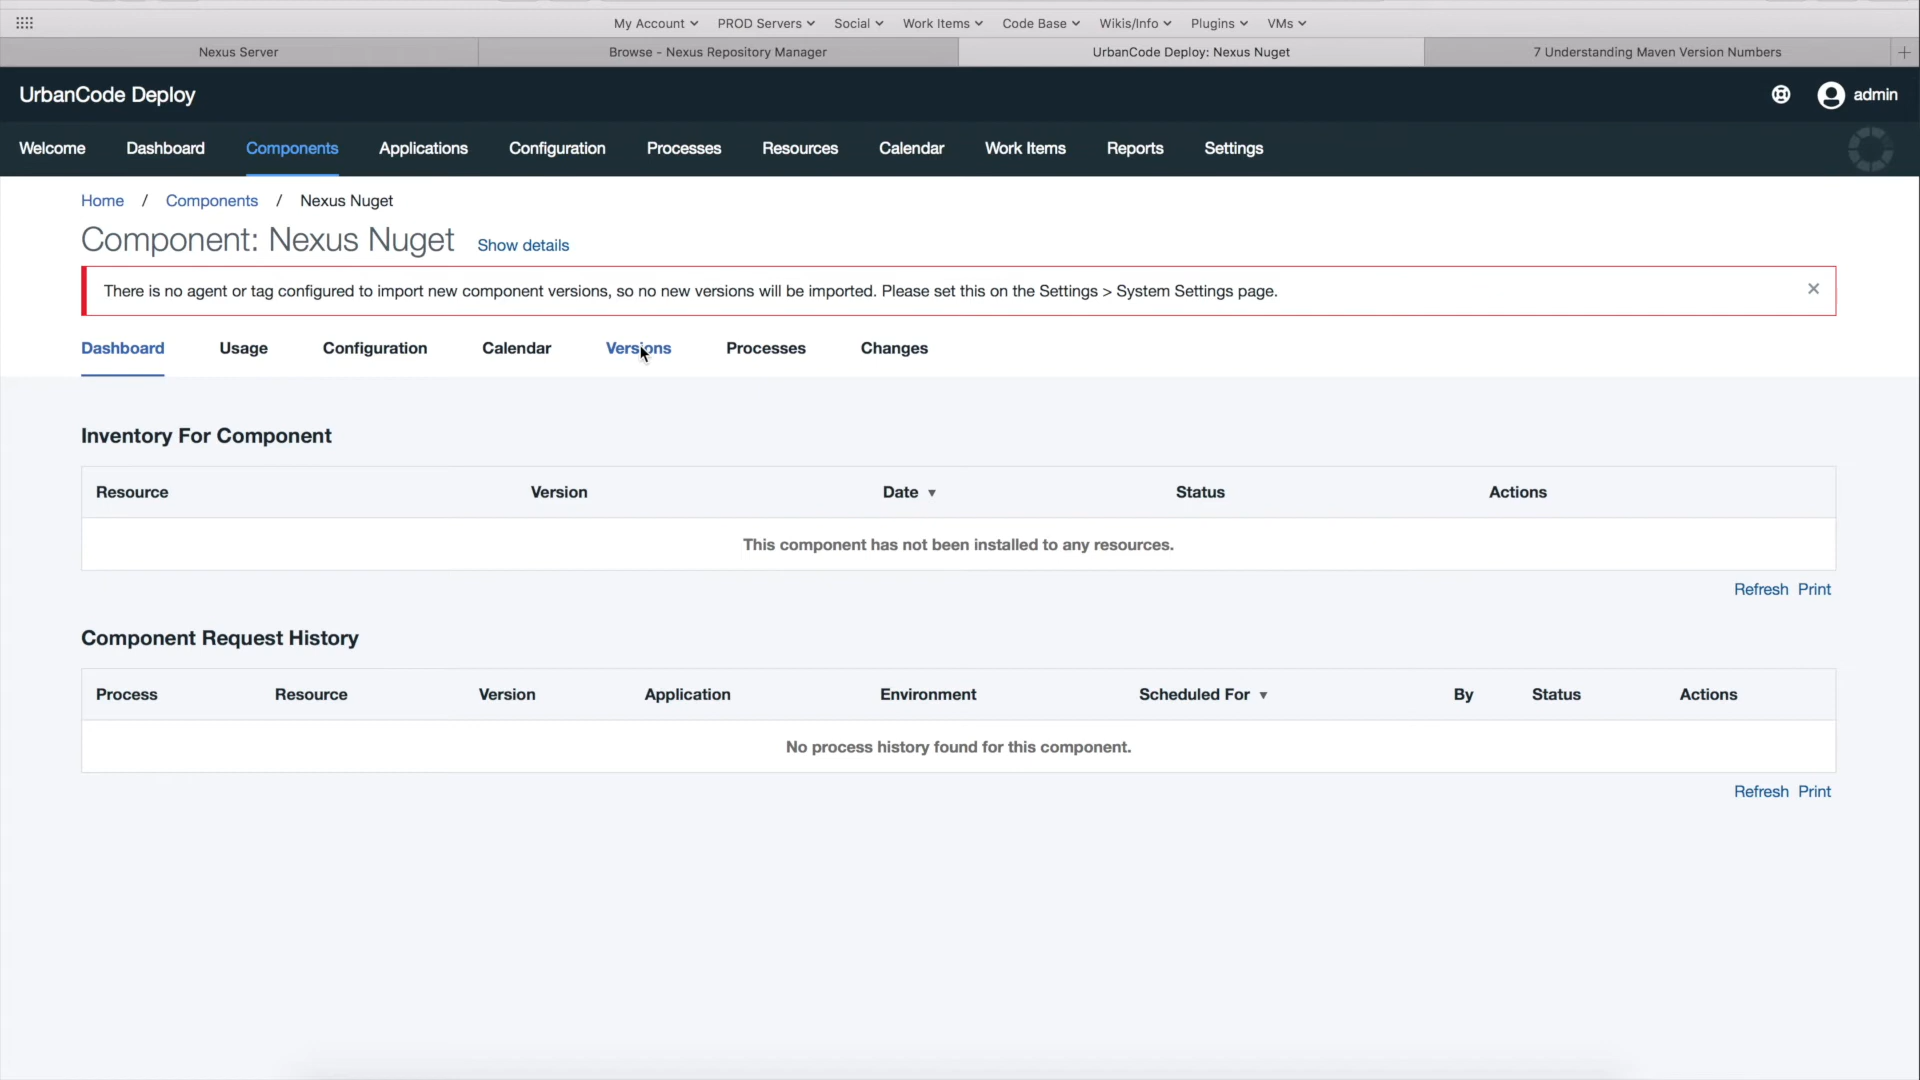 My Account PROD Servers Social Work Items Code Base Wikis/Info Plugins VMs
Nexus Server Browse - Nexus Repository Manager UrbanCode Deploy: Nexus Nuget 7 Understanding Maven Version Numbers
UrbanCode Deploy admin
Welcome Dashboard Components Applications Configuration Processes Resources Calendar Work Items Reports Settings
Home / Components / Nexus Nuget
Component: Nexus Nuget Show details
There is no agent or tag configured to import new component versions, so no new versions will be imported. Please set this on the Settings > System Settings page.
Dashboard Usage Configuration Calendar Versions Processes Changes
Inventory For Component
Resource Version Date Status Actions
This component has not been installed to any resources.
Refresh Print
Component Request History
Process Resource Version Application Environment Scheduled For By Status Actions
No process history found for this component.
Refresh Print